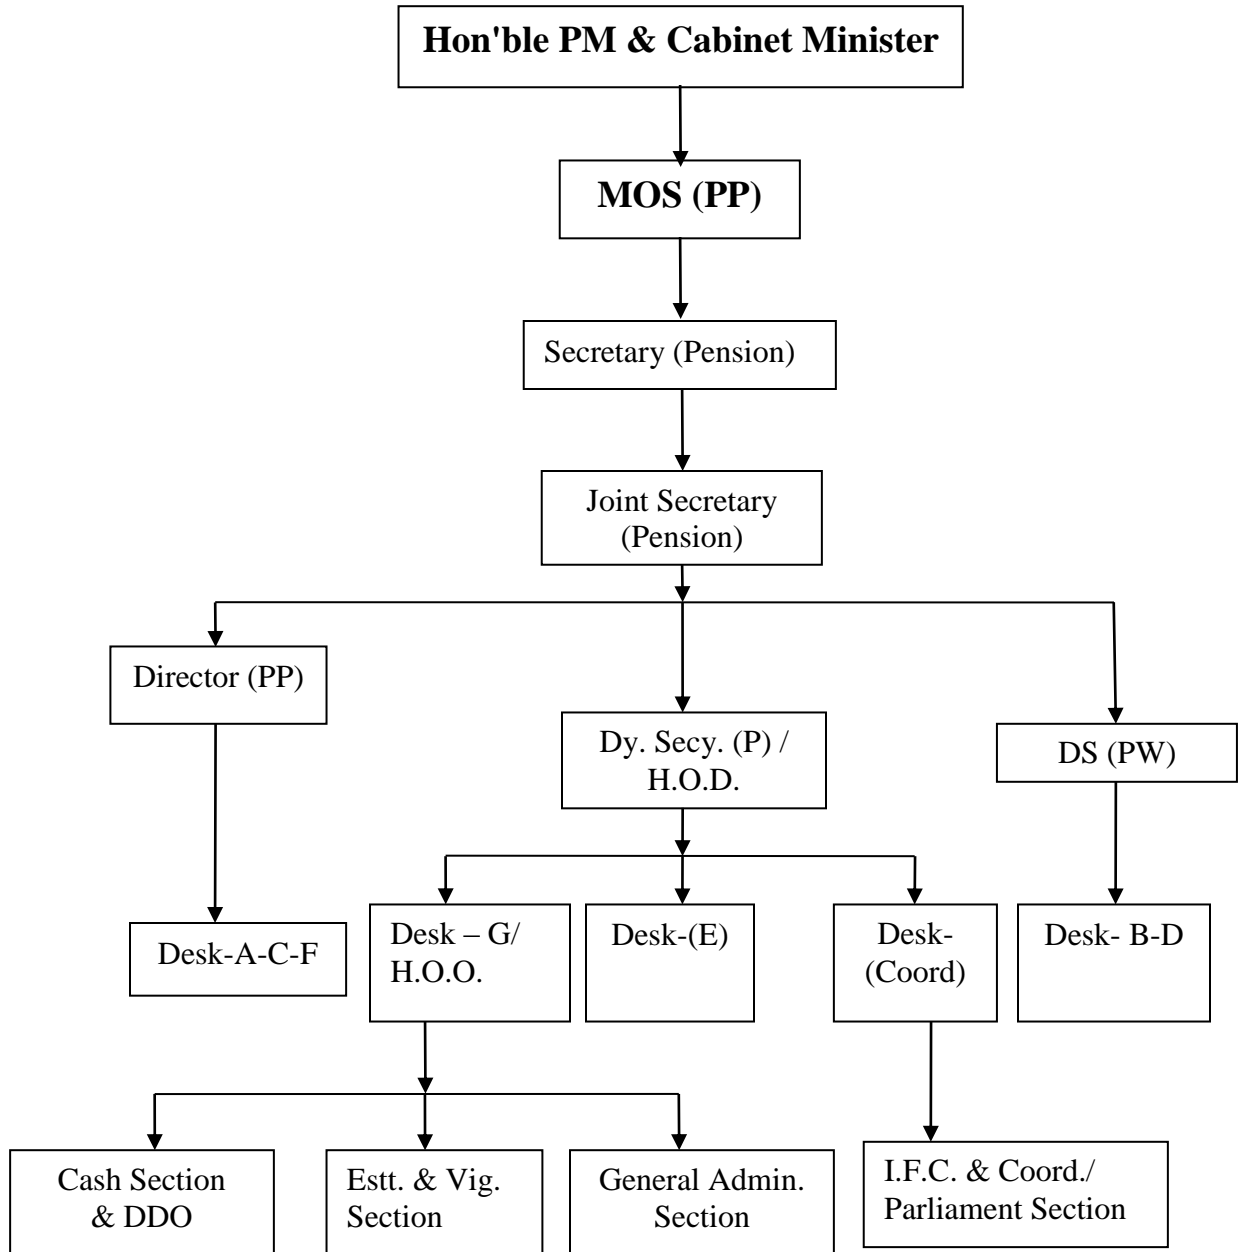 Hon'ble PM & Cabinet Minister
MOS (PP)
Secretary (Pension)
Joint Secretary
(Pension)
Director (PP)
Dy. Secy. (P) /
H.O.D.
DS (PW)
Desk-A-C-F
Desk – G/
H.O.O.
Desk-(E)
Desk-
(Coord)
Desk- B-D
Cash Section
& DDO
Estt. & Vig.
Section
General Admin.
Section
I.F.C. & Coord./
Parliament Section